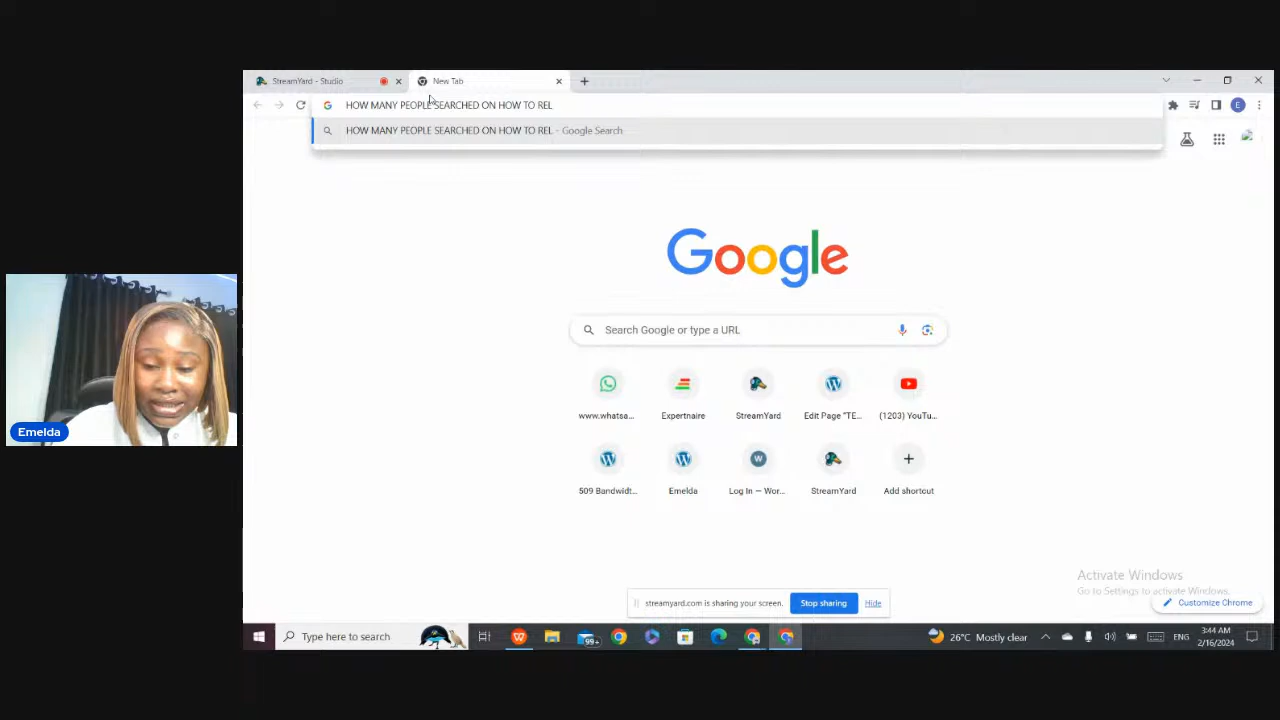 StreamYard - Studio
New Tab
HOW MANY PEOPLE SEARCHED ON HOW TO REL
HOW MANY PEOPLE SEARCHED ON HOW TO REL - Google Search
E
Google
Search Google or type a URL
www.whatsa...
Expertnaire
StreamYard
Edit Page "TE...
(1203) YouTu...
W
509 Bandwidt...
Emelda
Log In — Wor...
StreamYard
Add shortcut
Emelda
Activate Windows
Go to Settings to activate Windows.
Customize Chrome
streamyard.com is sharing your screen.
Stop sharing
Hide
Type here to search
99+
26°C Mostly clear
ENG
3:44 AM
2/16/2024